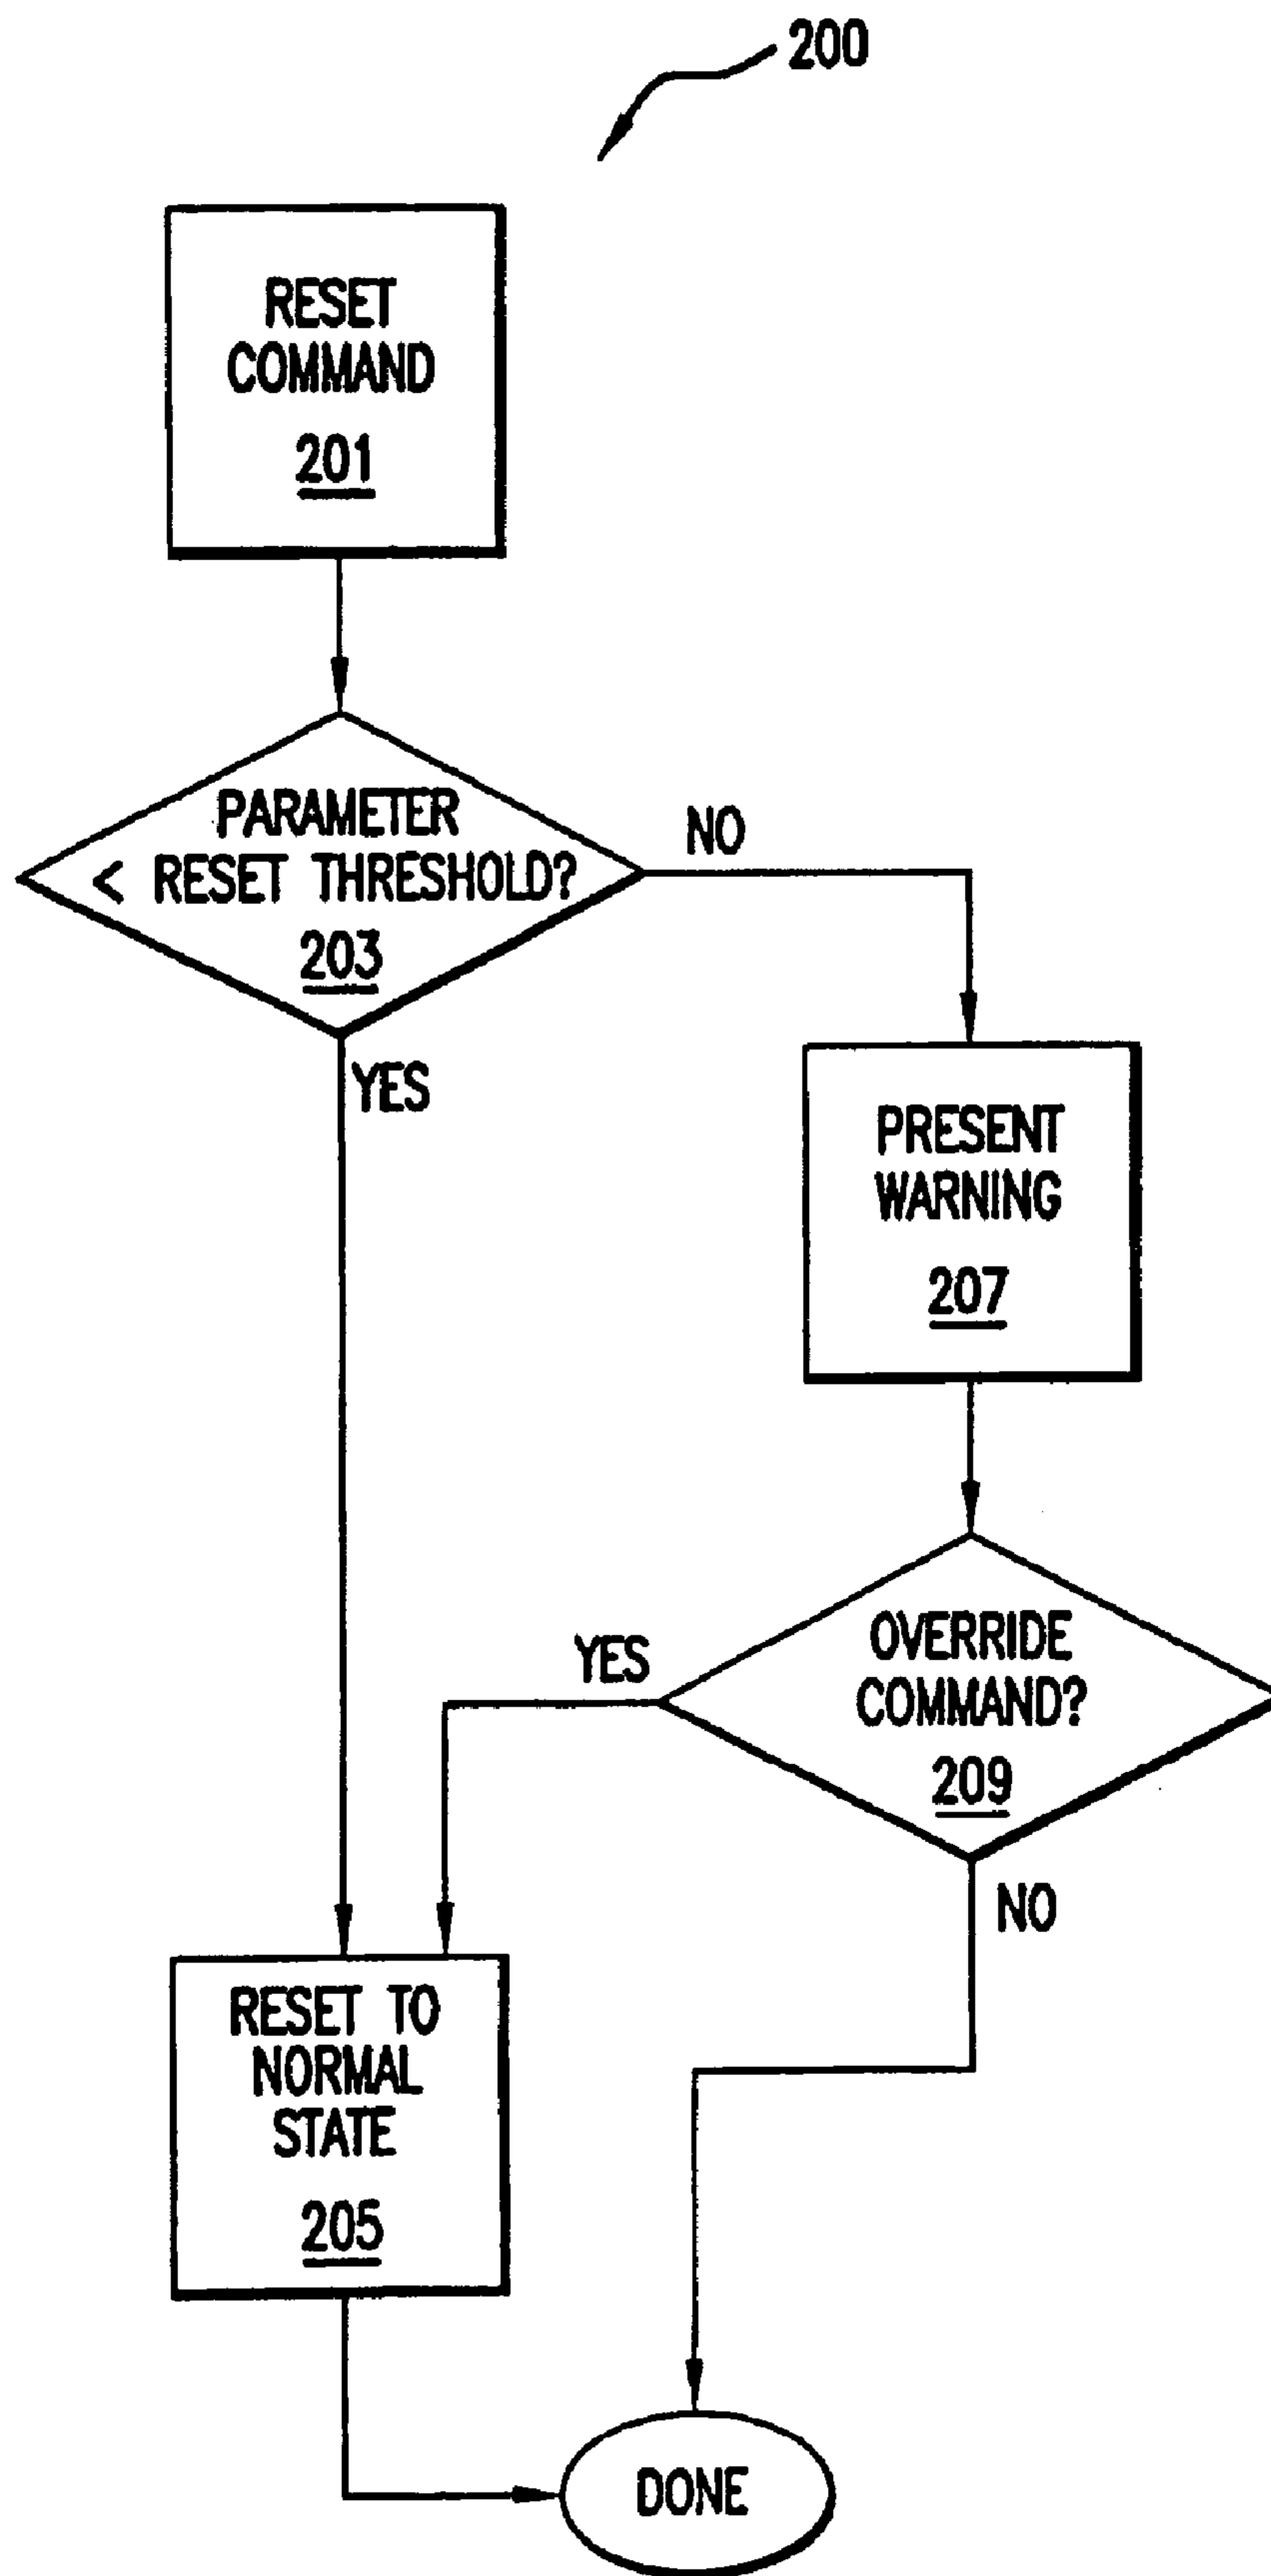 200
RESET
COMMAND
201
PARAMETER
< RESET THRESHOLD?
203
NO
YES
PRESENT
WARNING
207
OVERRIDE
COMMAND?
209
YES
NO
RESET TO
NORMAL
STATE
205
DONE